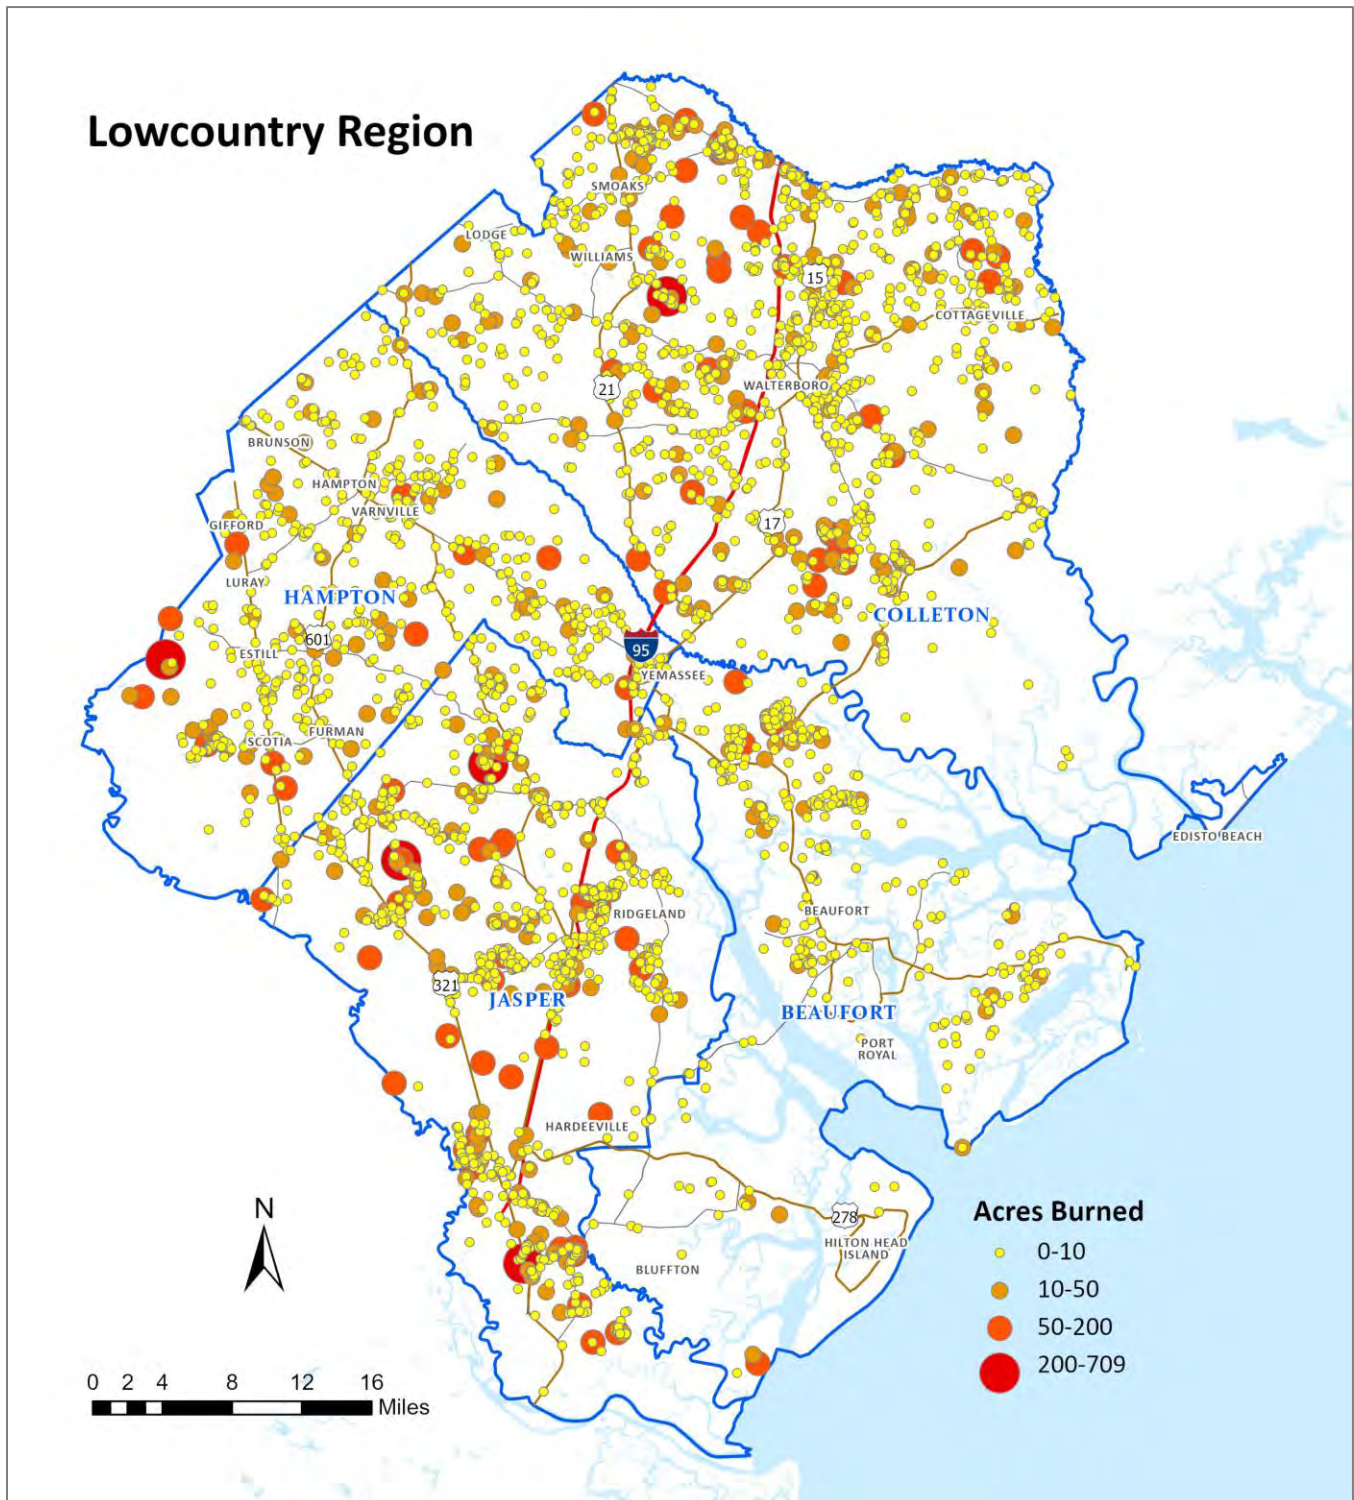 Lowcountry Region
SMOAKS
LODGE
WILLIAMS
15
COTTAGEVILLE
21
WALTERBORO
BRUNSON
HAMPTON
VARNVILLE
17
GIFFORD
LURAY
HAMPTON
COLLETON
601
ESTILL
95
YEMASSEE
SCOTIA
FURMAN
EDISTO BEACH
BEAUFORT
RIDGELAND
321
JASPER
BEAUFORT
PORT
ROYAL
HARDEEVILLE
N
278
HILTON HEAD
ISLAND
BLUFFTON
Acres Burned
0-10
10-50
50-200
200-709
0 2 4 8 12 16
Miles